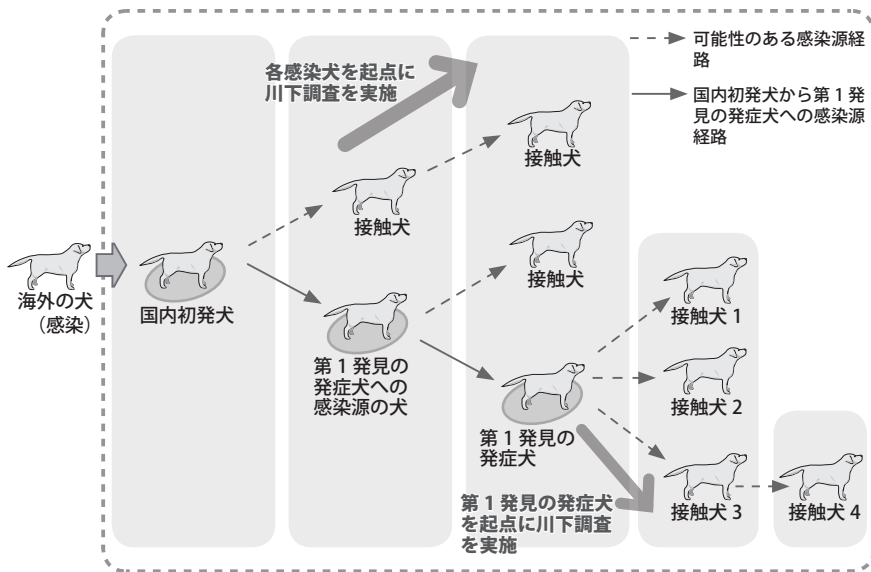 可能性のある感染源経
路
国内初発犬から第１発
見の発症犬への感染源
経路
各感染犬を起点に
川下調査を実施
接触犬
接触犬
接触犬
海外の犬
（感染）
国内初発犬
第１発見の
発症犬への
感染源の犬
第１発見の
発症犬
接触犬 1
接触犬 2
接触犬 3
接触犬 4
第１発見の発症犬
を起点に川下調査
を実施